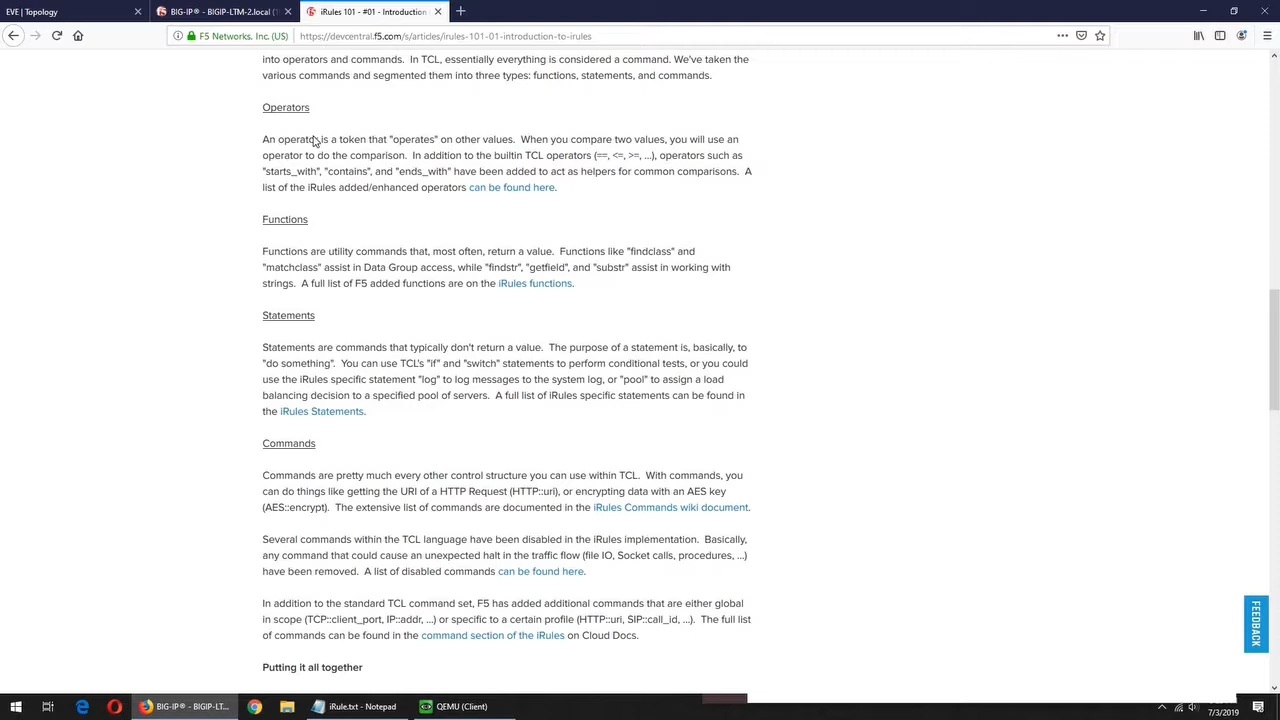 EVE | Topology
BIG-IP® - BIGIP-LTM-2.local (1
iRules 101 - #01 - Introduction
F5 Networks. Inc. (US)
https://devcentral.f5.com/s/articles/irules-101-01-introduction-to-irules
into operators and commands. In TCL, essentially everything is considered a command. We've taken the
various commands and segmented them into three types: functions, statements, and commands.
Operators
An operator is a token that "operates" on other values. When you compare two values, you will use an
operator to do the comparison. In addition to the builtin TCL operators (==, <=, >=, ...), operators such as
"starts_with", "contains", and "ends_with" have been added to act as helpers for common comparisons. A
list of the iRules added/enhanced operators can be found here.
Functions
Functions are utility commands that, most often, return a value. Functions like "findclass" and
"matchclass" assist in Data Group access, while "findstr", "getfield", and "substr" assist in working with
strings. A full list of F5 added functions are on the iRules functions.
Statements
Statements are commands that typically don't return a value. The purpose of a statement is, basically, to
"do something". You can use TCL's "if" and "switch" statements to perform conditional tests, or you could
use the iRules specific statement "log" to log messages to the system log, or "pool" to assign a load
balancing decision to a specified pool of servers. A full list of iRules specific statements can be found in
the iRules Statements.
Commands
Commands are pretty much every other control structure you can use within TCL. With commands, you
can do things like getting the URI of a HTTP Request (HTTP::uri), or encrypting data with an AES key
(AES::encrypt). The extensive list of commands are documented in the iRules Commands wiki document.
Several commands within the TCL language have been disabled in the iRules implementation. Basically,
any command that could cause an unexpected halt in the traffic flow (file IO, Socket calls, procedures, ...)
have been removed. A list of disabled commands can be found here.
In addition to the standard TCL command set, F5 has added additional commands that are either global
in scope (TCP::client_port, IP::addr, ...) or specific to a certain profile (HTTP::uri, SIP::call_id, ...). The full list
of commands can be found in the command section of the iRules on Cloud Docs.
FEEDBACK
Putting it all together
BIG-IP® - BIGIP-LT...
iRule.txt - Notepad
QEMU (Client)
7/3/2019